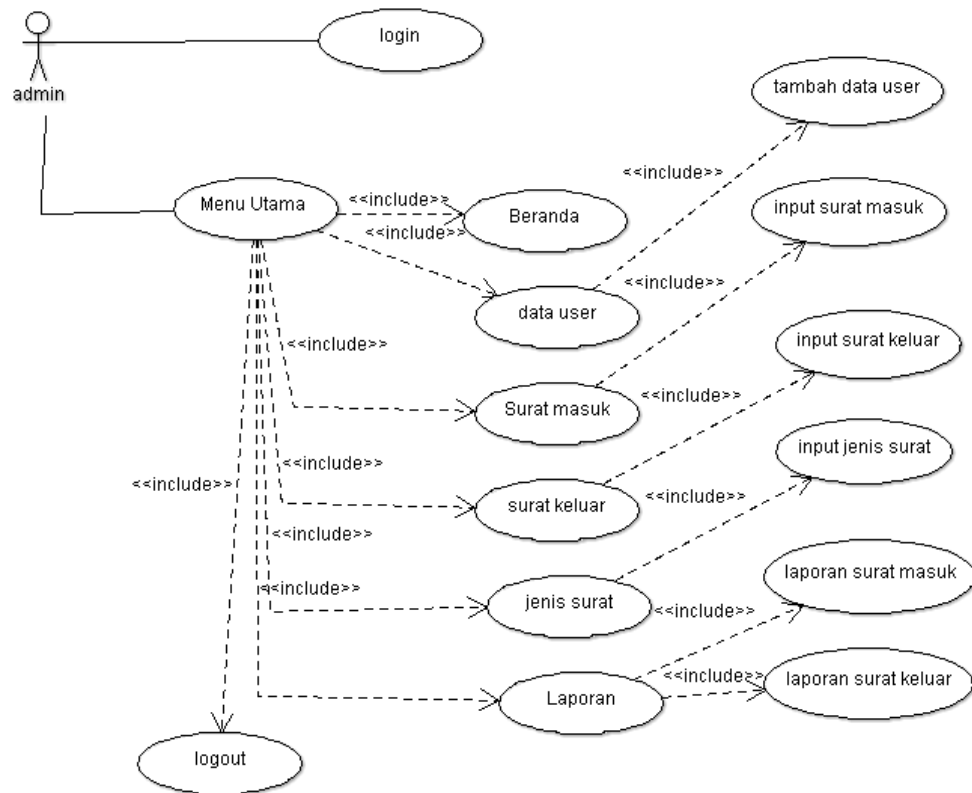 login
admin
tambah data user
<<include>>
Menu Utama
<<include>>
Beranda
input surat masuk
<<include>>
<<include>>
data user
<<include>>
input surat keluar
Surat masuk
<<include>>
input jenis surat
<<include>>
<<include>>
surat keluar
<<include>>
<<include>>
laporan surat masuk
<<include>>
jenis surat
<<include>>
<<include>>
laporan surat keluar
Laporan
logout